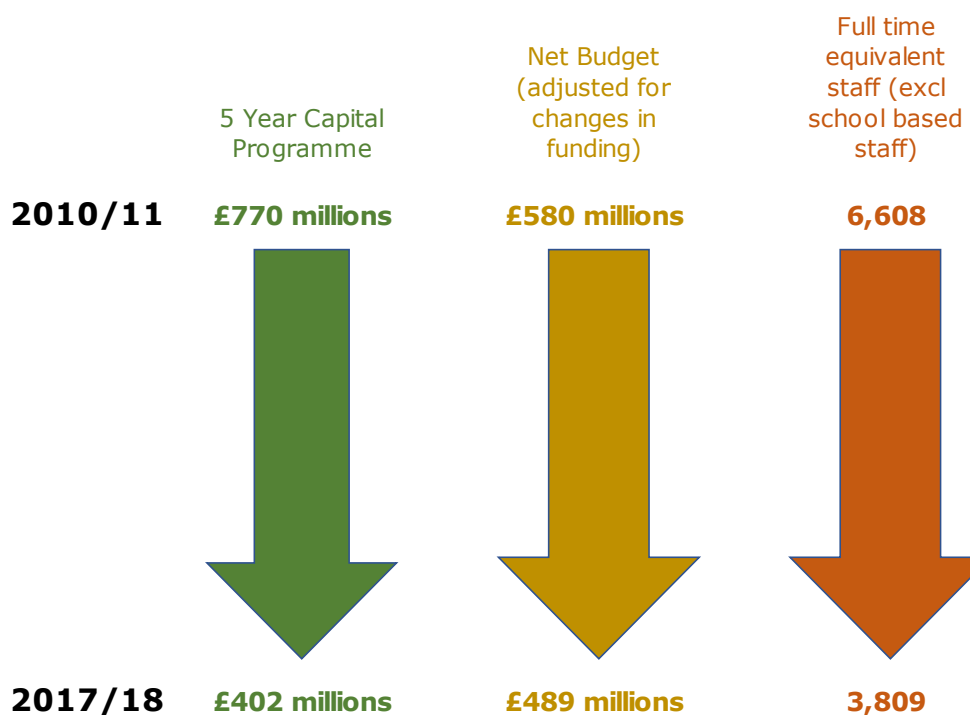 5 Year Capital
Programme
Net Budget
(adjusted for
changes in
funding)
Full time
equivalent
staff (excl
school based
staff)
2010/11 £770 millions £580 millions 6,608
2017/18 £402 millions £489 millions 3,809